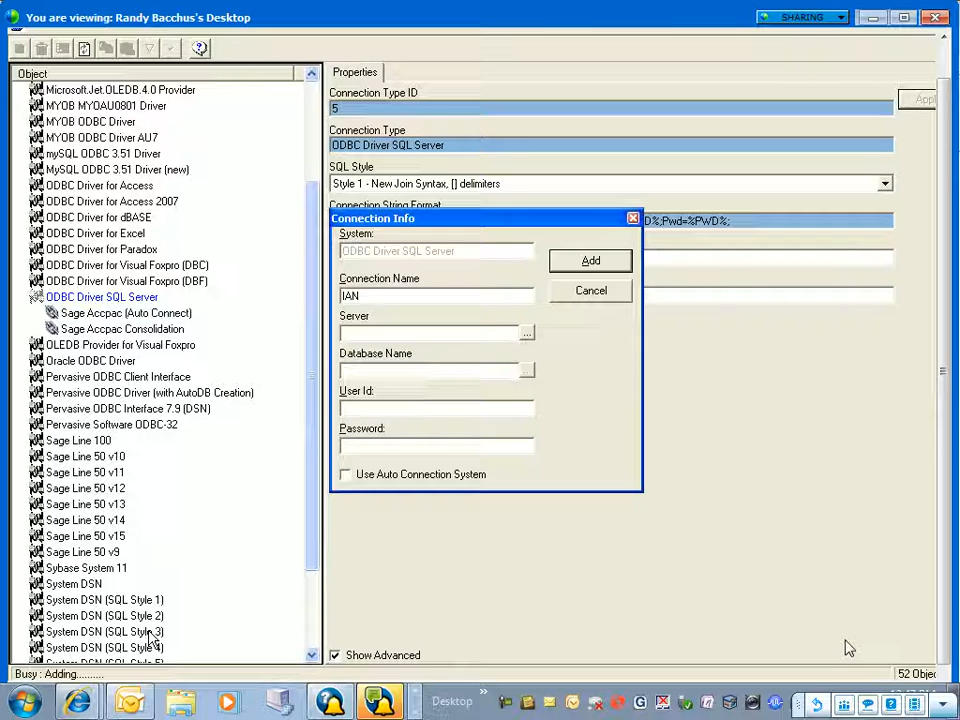 You are viewing: Randy Bacchus's Desktop
SHARING
Object
Microsoft.Jet.OLEDB.4.0 Provider
MYOB MYOAU0801 Driver
MYOB ODBC Driver
MYOB ODBC Driver AU7
mySQL ODBC 3.51 Driver
MySQL ODBC 3.51 Driver (new)
ODBC Driver for Access
ODBC Driver for Access 2007
ODBC Driver for dBASE
ODBC Driver for Excel
ODBC Driver for Paradox
ODBC Driver for Visual Foxpro (DBC)
ODBC Driver for Visual Foxpro (DBF)
ODBC Driver SQL Server
Sage Accpac (Auto Connect)
Sage Accpac Consolidation
OLEDB Provider for Visual Foxpro
Oracle ODBC Driver
Pervasive ODBC Client Interface
Pervasive ODBC Driver (with AutoDB Creation)
Pervasive ODBC Interface 7.9 (DSN)
Pervasive Software ODBC-32
Sage Line 100
Sage Line 50 v10
Sage Line 50 v11
Sage Line 50 v12
Sage Line 50 v13
Sage Line 50 v14
Sage Line 50 v15
Sage Line 50 v9
Sybase System 11
System DSN
System DSN (SQL Style 1)
System DSN (SQL Style 2)
System DSN (SQL Style 3)
System DSN (SQL Style 4)
Properties
Connection Type ID
5
Appl
Connection Type
ODBC Driver SQL Server
SQL Style
Style 1 - New Join Syntax, [] delimiters
Connection String Format
D%;Pwd=%PWD%;
Connection Info
System:
ODBC Driver SQL Server
Add
Connection Name
IAN
Cancel
Server
...
Database Name
...
User Id:
Password:
Use Auto Connection System
Show Advanced
Busy : Adding..........
52 Objec
Desktop